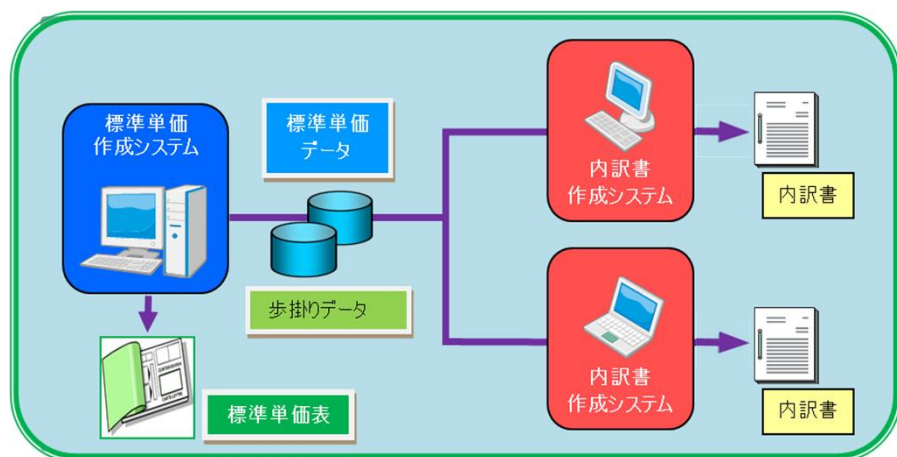 標準単価
作成システム
標準単価
データ
歩掛りデータ
標準単価表
内訳書
作成システム
内訳書
内訳書
作成システム
内訳書